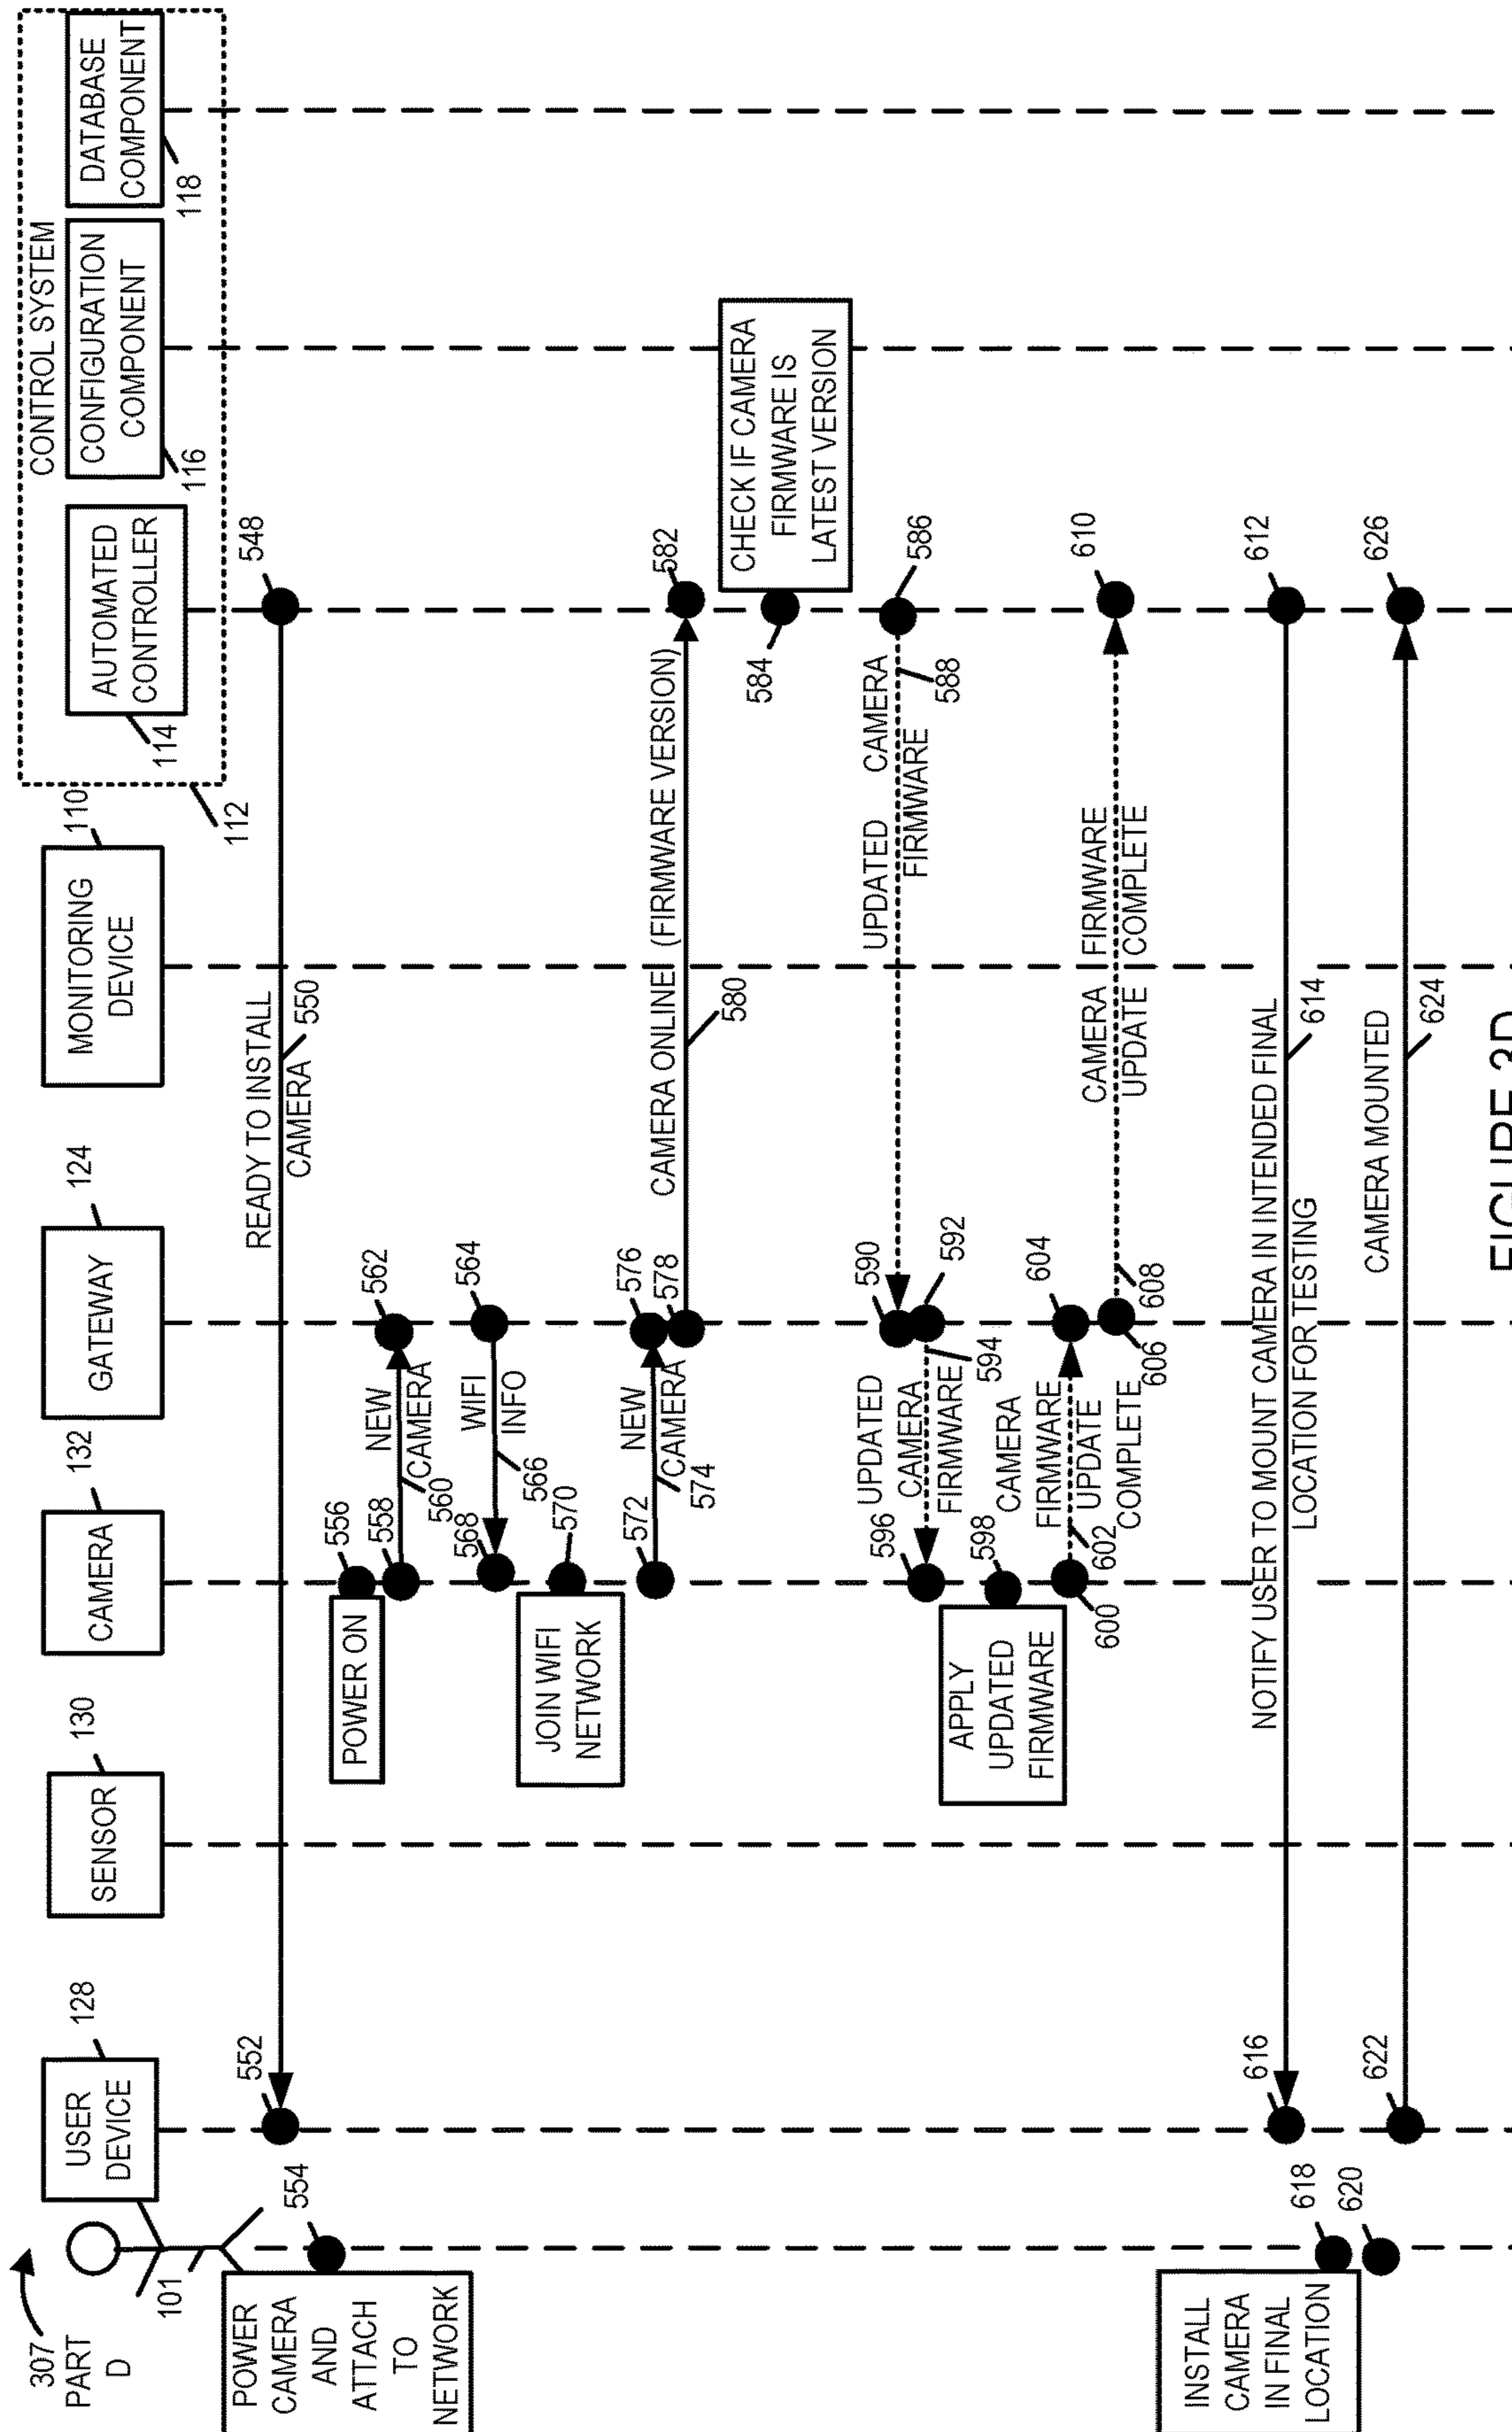 307
PART
D
101
USER
DEVICE
128
SENSOR
130
CAMERA
132
GATEWAY
124
MONITORING
DEVICE
110
112
CONTROL SYSTEM
AUTOMATED
CONTROLLER
114
CONFIGURATION
COMPONENT
116
DATABASE
COMPONENT
118
548
READY TO INSTALL
CAMERA
550
552
POWER
CAMERA
AND
ATTACH
TO
NETWORK
554
POWER ON
556
558
NEW
CAMERA
560
562
564
WIFI
INFO
566
568
JOIN WIFI
NETWORK
570
572
NEW
CAMERA
574
576
578
CAMERA ONLINE (FIRMWARE VERSION)
580
582
584
CHECK IF CAMERA
FIRMWARE IS
LATEST VERSION
586
UPDATED CAMERA
FIRMWARE
588
590
592
UPDATED
CAMERA
FIRMWARE
594
596
APPLY
UPDATED
FIRMWARE
598
600
CAMERA
FIRMWARE
UPDATE
COMPLETE
602
604
606
608
CAMERA FIRMWARE
UPDATE COMPLETE
610
612
NOTIFY USER TO MOUNT CAMERA IN INTENDED FINAL
LOCATION FOR TESTING
614
616
INSTALL
CAMERA
IN FINAL
LOCATION
618
620
622
CAMERA MOUNTED
624
626
FIGURE 3D